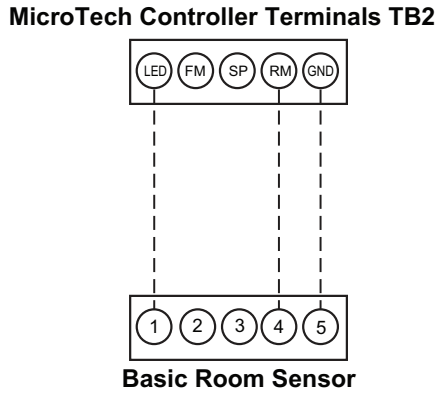 MicroTech Controller Terminals TB2
LED FM SP RM GND
1 2 3 4 5
Basic Room Sensor